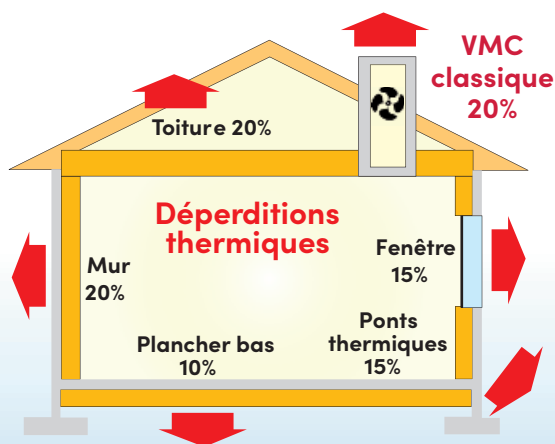 VMC
classique
20%
Toiture 20%
Déperditions
thermiques
Mur
20%
Fenêtre
15%
Plancher bas
10%
Ponts
thermiques
15%